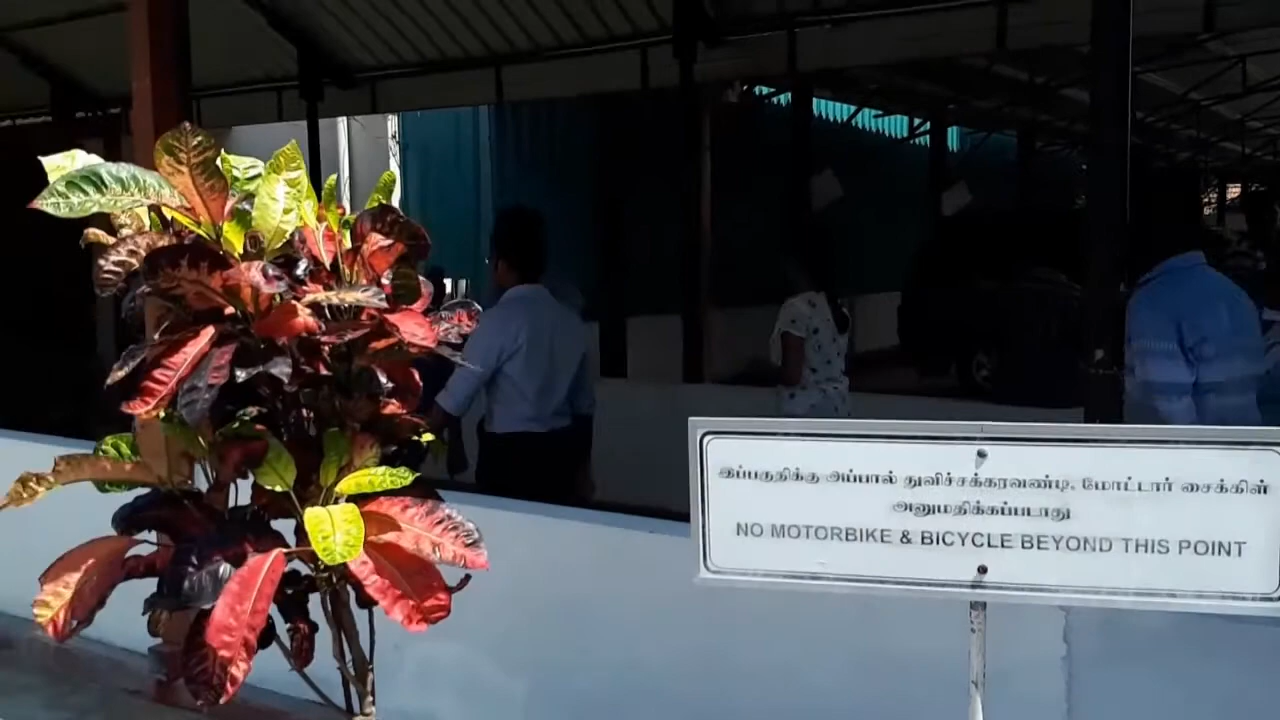 இப்பகுதிக்கு அப்பால் துவிச்சக்கரவண்டி, மோட்டார் சைக்கிள்
அனுமதிக்கப்படாது
NO MOTORBIKE & BICYCLE BEYOND THIS POINT